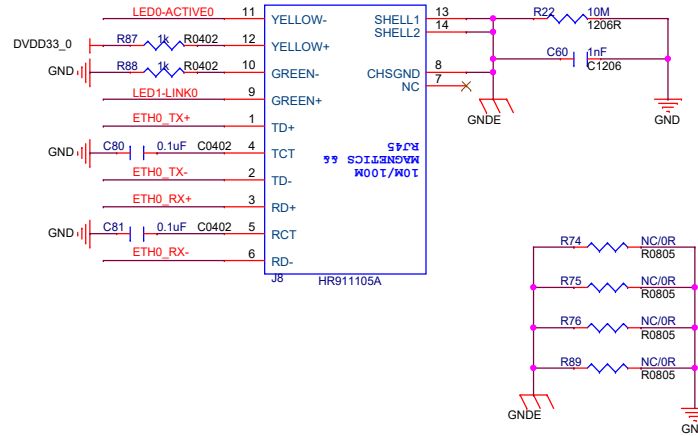 LED0-ACTIVE0 11 YELLOW- SHELL1 13 R22 10M
SHELL2 14 1206R
DVDD33_0 R87 1k R0402 12 YELLOW+
C60 1nF
C1206
GND R88 1k R0402 10 GREEN- CHSGND 8
NC 7
LED1-LINK0 9 GREEN+
GNDE GND
ETH0_TX+ 1 TD+
GND C80 0.1uF C0402 4 TCT
10M/100M
MAGNETICS &&
RJ45
ETH0_TX- 2 TD-
ETH0_RX+ 3 RD+
GND C81 0.1uF C0402 5 RCT
ETH0_RX- 6 RD-
J8 HR911105A
R74 NC/0R
R0805
R75 NC/0R
R0805
R76 NC/0R
R0805
R89 NC/0R
R0805
GNDE
GN